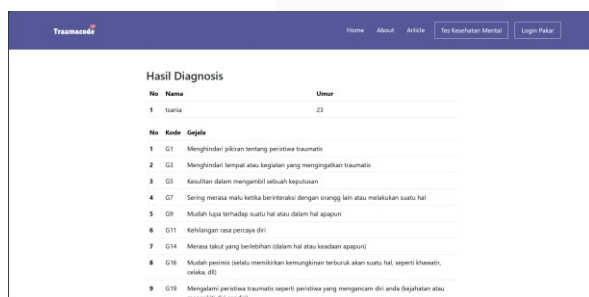 Traumacode
Home About Article Tes Kesehatan Mental Login Pakar
Hasil Diagnosis
No Nama Umur
1 tsania 23
No Kode Gejala
1 G1 Menghindari pikiran tentang peristiwa traumatis
2 G3 Menghindari tempat atau kegiatan yang mengingatkan traumatis
3 G5 Kesulitan dalam mengambil sebuah keputusan
4 G7 Sering merasa malu ketika berinteraksi dengan orangg lain atau melakukan suatu hal
5 G9 Mudah lupa terhadap suatu hal atau dalam hal apapun
6 G11 Kehilangan rasa percaya diri
7 G14 Merasa takut yang berlebihan (dalam hal atau keadaan apapun)
8 G16 Mudah pesimis (selalu memikirkan kemungkinan terburuk akan suatu hal, seperti khawatir,
celaka, dll)
9 G19 Mengalami peristiwa traumatis seperti peristiwa yang mengancam diri anda (kejahatan atau